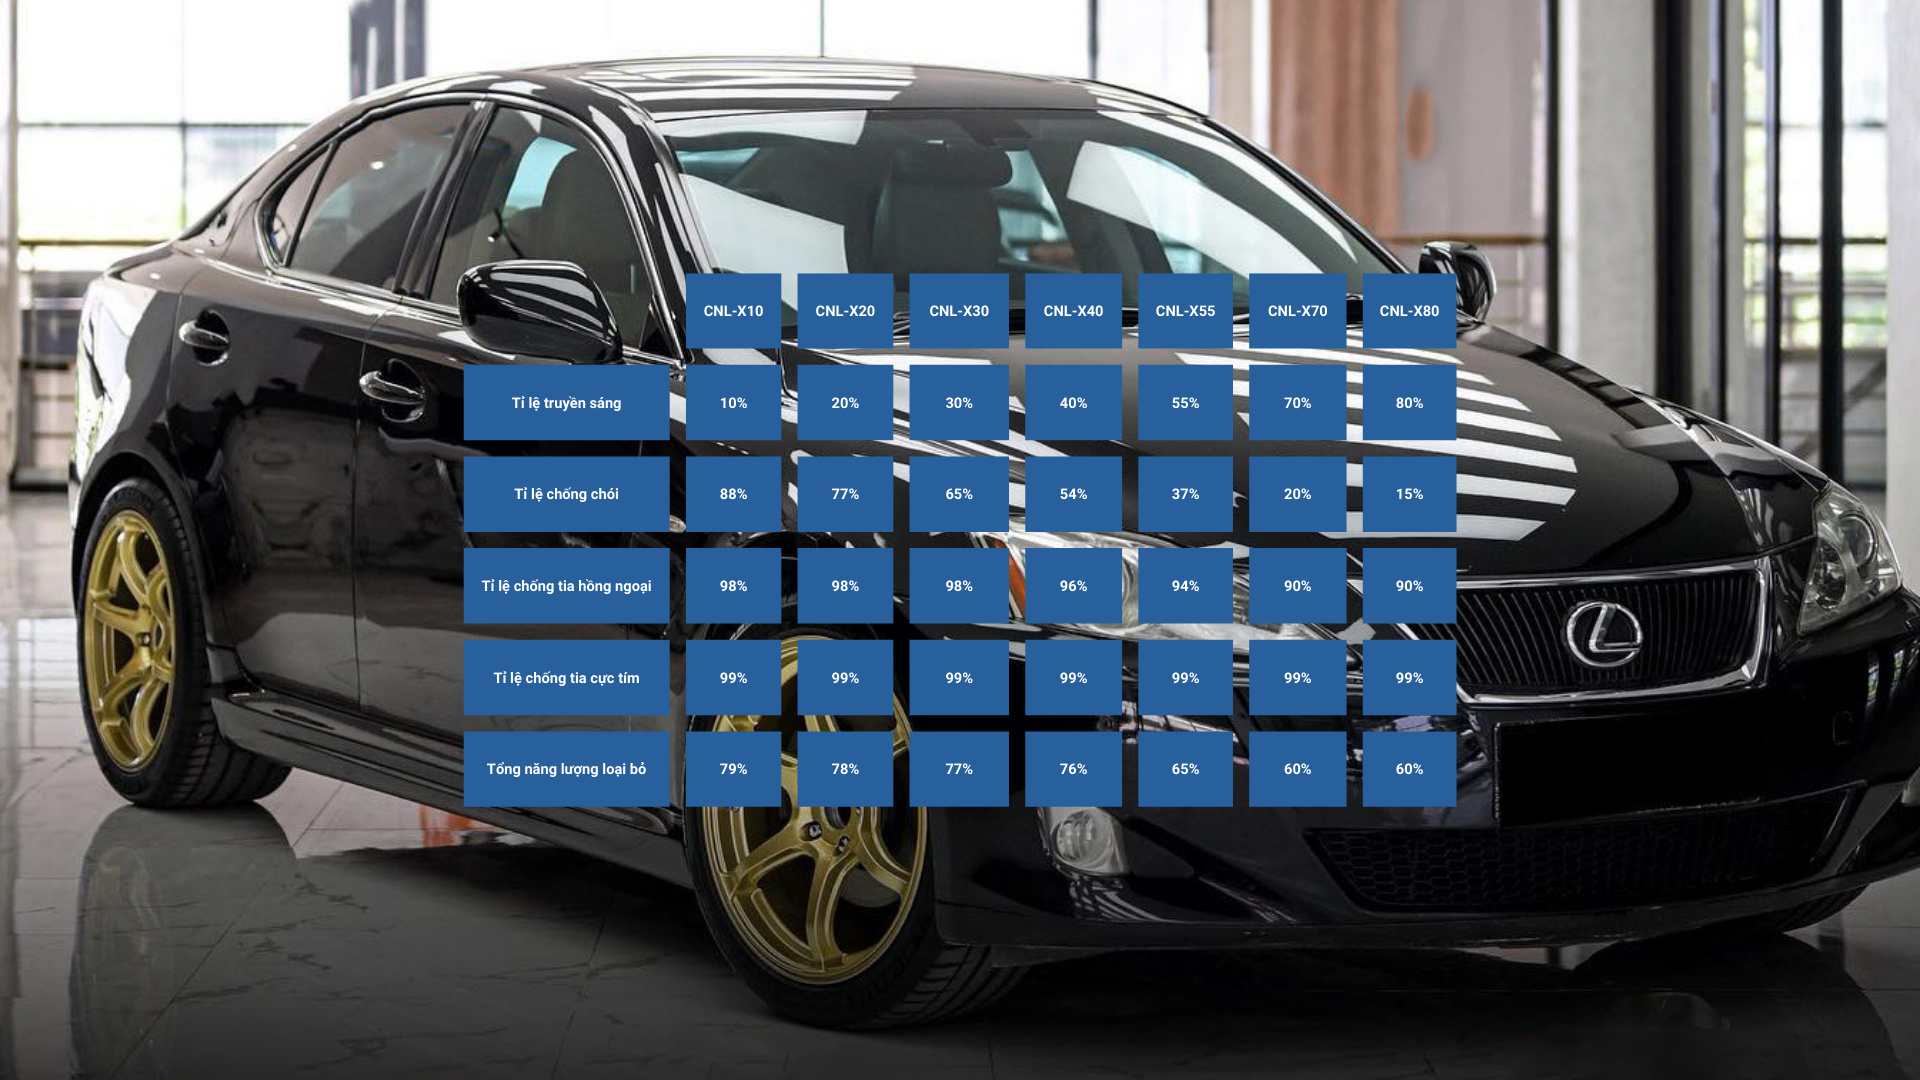 CNL-X10 CNL-X20 CNL-X30 CNL-X40 CNL-X55 CNL-X70 CNL-X80
Tỉ lệ truyền sáng 10% 20% 30% 40% 55% 70% 80%
Tỉ lệ chống chói 88% 77% 65% 54% 37% 20% 15%
Tỉ lệ chống tia hồng ngoại 98% 98% 98% 96% 94% 90% 90%
Tỉ lệ chống tia cực tím 99% 99% 99% 99% 99% 99% 99%
Tổng năng lượng loại bỏ 79% 78% 77% 76% 65% 60% 60%